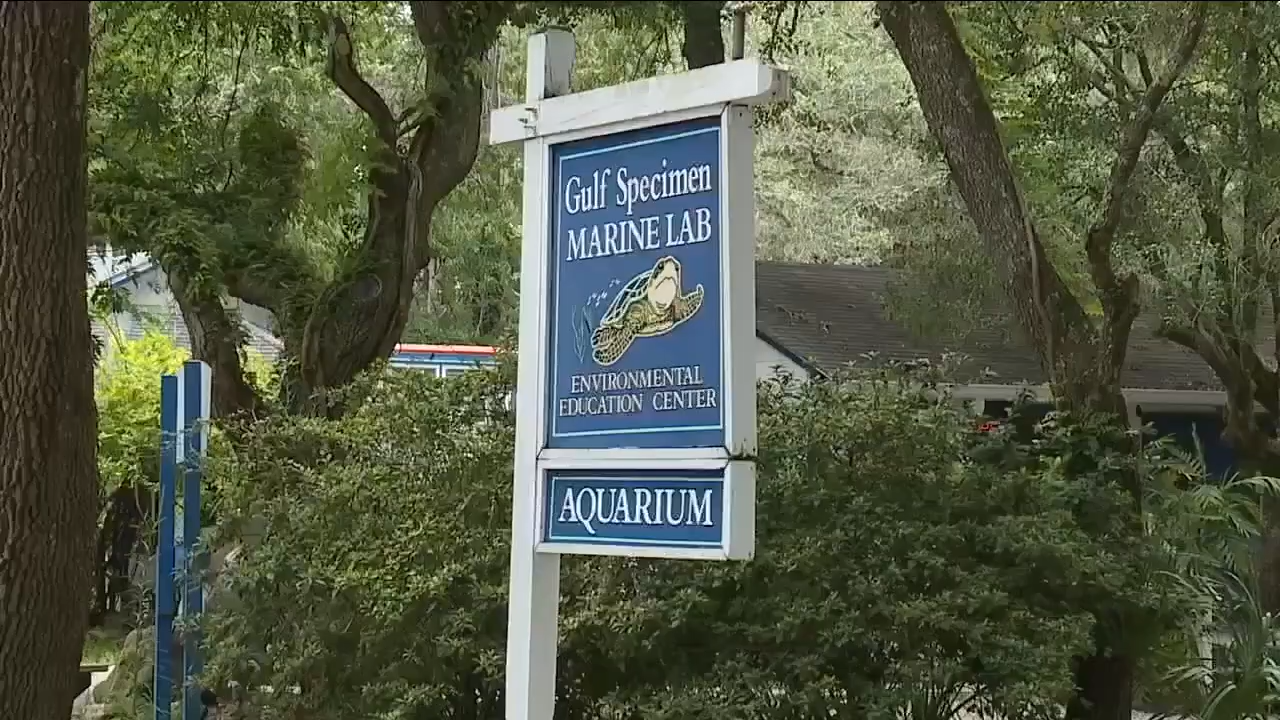 Gulf Specimen
MARINE LAB
ENVIRONMENTAL
EDUCATION CENTER
AQUARIUM